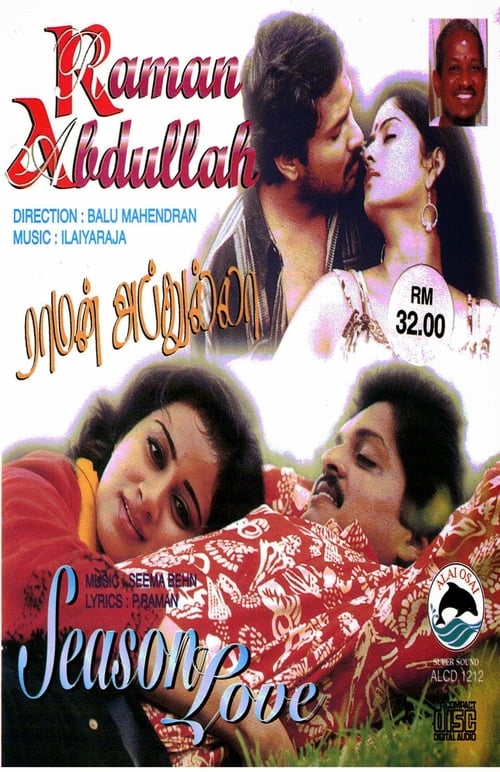 Raman
Abdullah
DIRECTION : BALU MAHENDRAN
MUSIC : ILAIYARAJA
ராமன் அப்துல்லா
RM
32.00
MUSIC : SEEMA BEHN
LYRICS : P.RAMAN
Season Love
ALAI OSAI
SUPER SOUND
ALCD 1212
COMPACT
disc
DIGITAL AUDIO